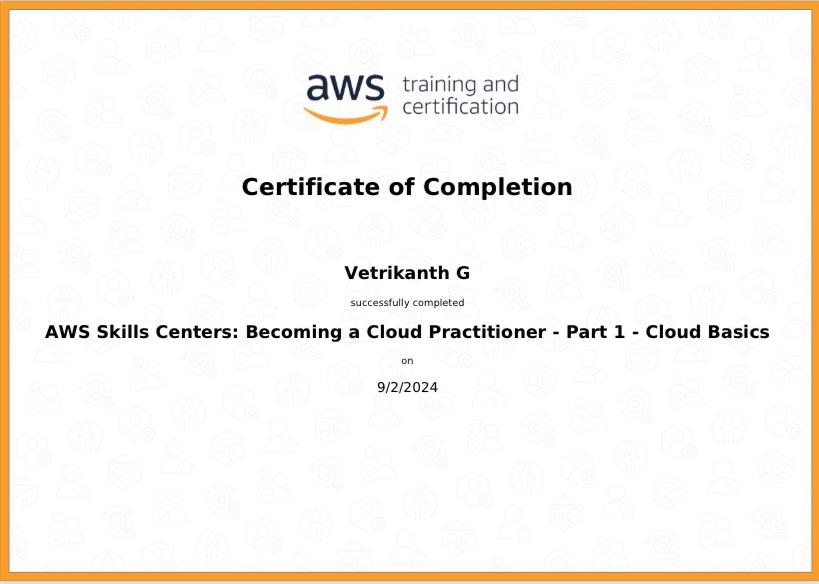 aws training and
certification
Certificate of Completion
Vetrikanth G
successfully completed
AWS Skills Centers: Becoming a Cloud Practitioner - Part 1 - Cloud Basics
on
9/2/2024